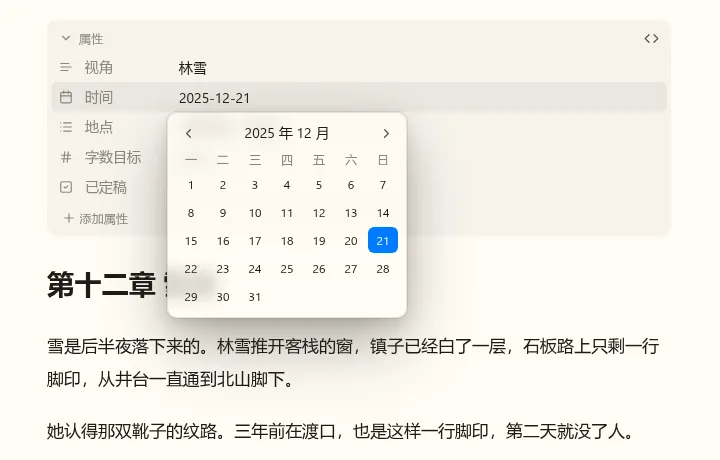 属性
视角 林雪
时间 2025-12-21
地点
字数目标
已定稿
添加属性
2025 年 12 月
一 二 三 四 五 六 日
1 2 3 4 5 6 7
8 9 10 11 12 13 14
15 16 17 18 19 20 21
22 23 24 25 26 27 28
29 30 31
第十二章
雪是后半夜落下来的。林雪推开客栈的窗，镇子已经白了一层，石板路上只剩一行
脚印，从井台一直通到北山脚下。
她认得那双靴子的纹路。三年前在渡口，也是这样一行脚印，第二天就没了人。